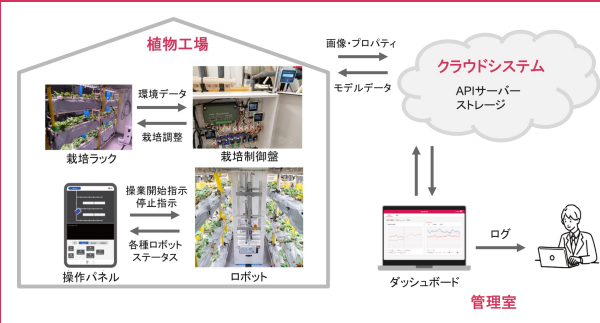 植物工場
画像・プロパティ
モデルデータ
クラウドシステム
APIサーバー
ストレージ
環境データ
栽培調整
栽培ラック
栽培制御盤
操業開始指示
停止指示
各種ロボット
ステータス
操作パネル
ロボット
ログ
ダッシュボード
管理室